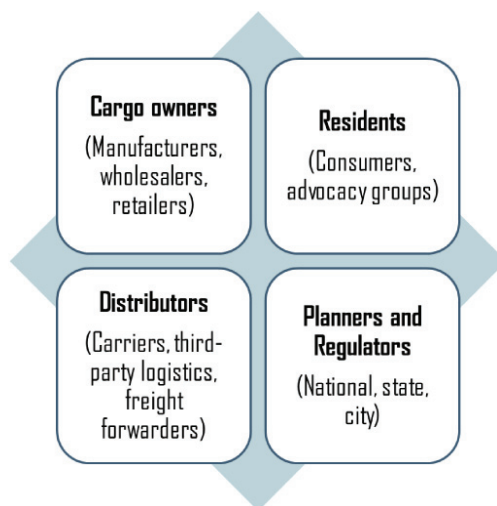 Cargo owners
(Manufacturers,
wholesalers,
retailers)
Residents
(Consumers,
advocacy groups)
Distributors
(Carriers, third-
party logistics,
freight
forwarders)
Planners and
Regulators
(National, state,
city)